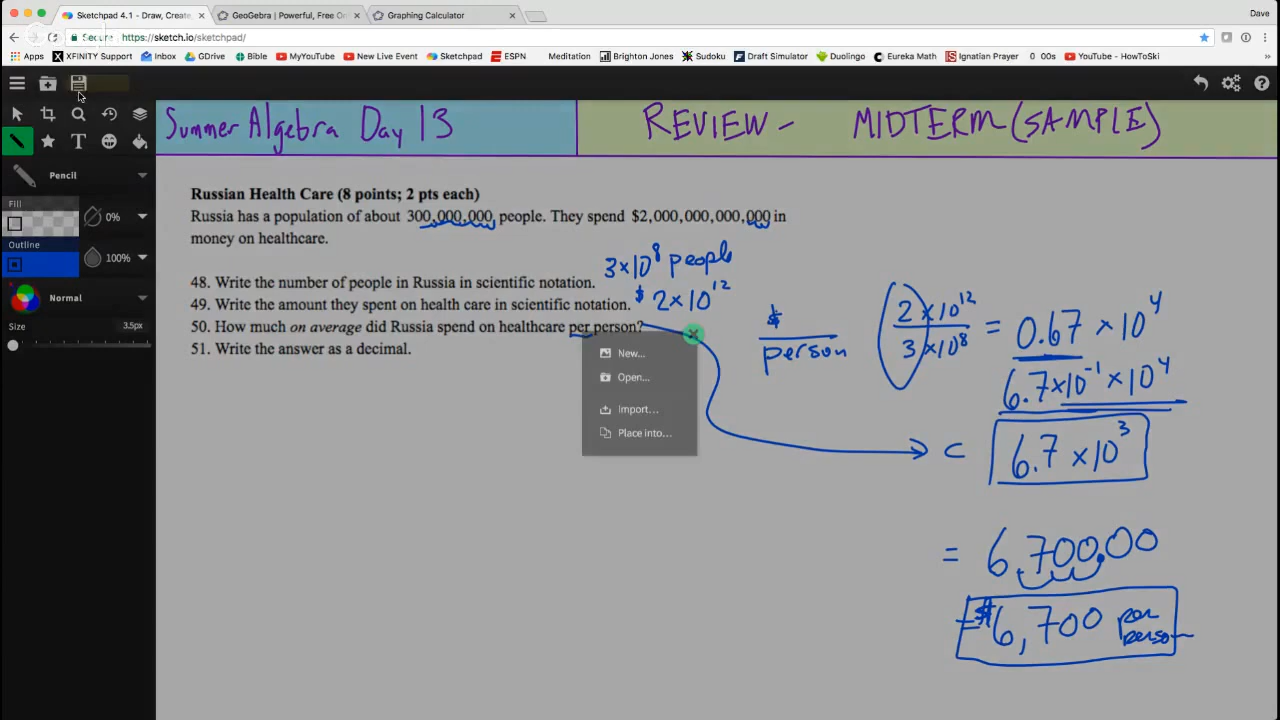 Sketchpad 4.1 - Draw, Create,
GeoGebra | Powerful, Free On
Graphing Calculator
Dave
Secure https://sketch.io/sketchpad/
Apps XFINITY Support Inbox GDrive Bible MyYouTube New Live Event Sketchpad ESPN Meditation Brighton Jones Sudoku Draft Simulator Duolingo Eureka Math Ignatian Prayer 0 00s YouTube - HowToSki
Summer Algebra Day 13
REVIEW - MIDTERM (SAMPLE)
Pencil
Fill
0%
Outline
100%
Normal
Size
3.5px
Russian Health Care (8 points; 2 pts each)
Russia has a population of about 300,000,000 people. They spend $2,000,000,000,000 in
money on healthcare.
48. Write the number of people in Russia in scientific notation.
49. Write the amount they spent on health care in scientific notation.
50. How much on average did Russia spend on healthcare per person?
51. Write the answer as a decimal.
3×10⁸ people
$ 2×10¹²
New...
Open...
Import...
Place into...
$
person
2×10¹²
3×10⁸
= 0.67 ×10⁴
6.7×10⁻¹ ×10⁴
6.7 ×10³
= 6,700.00
$6,700 per
person